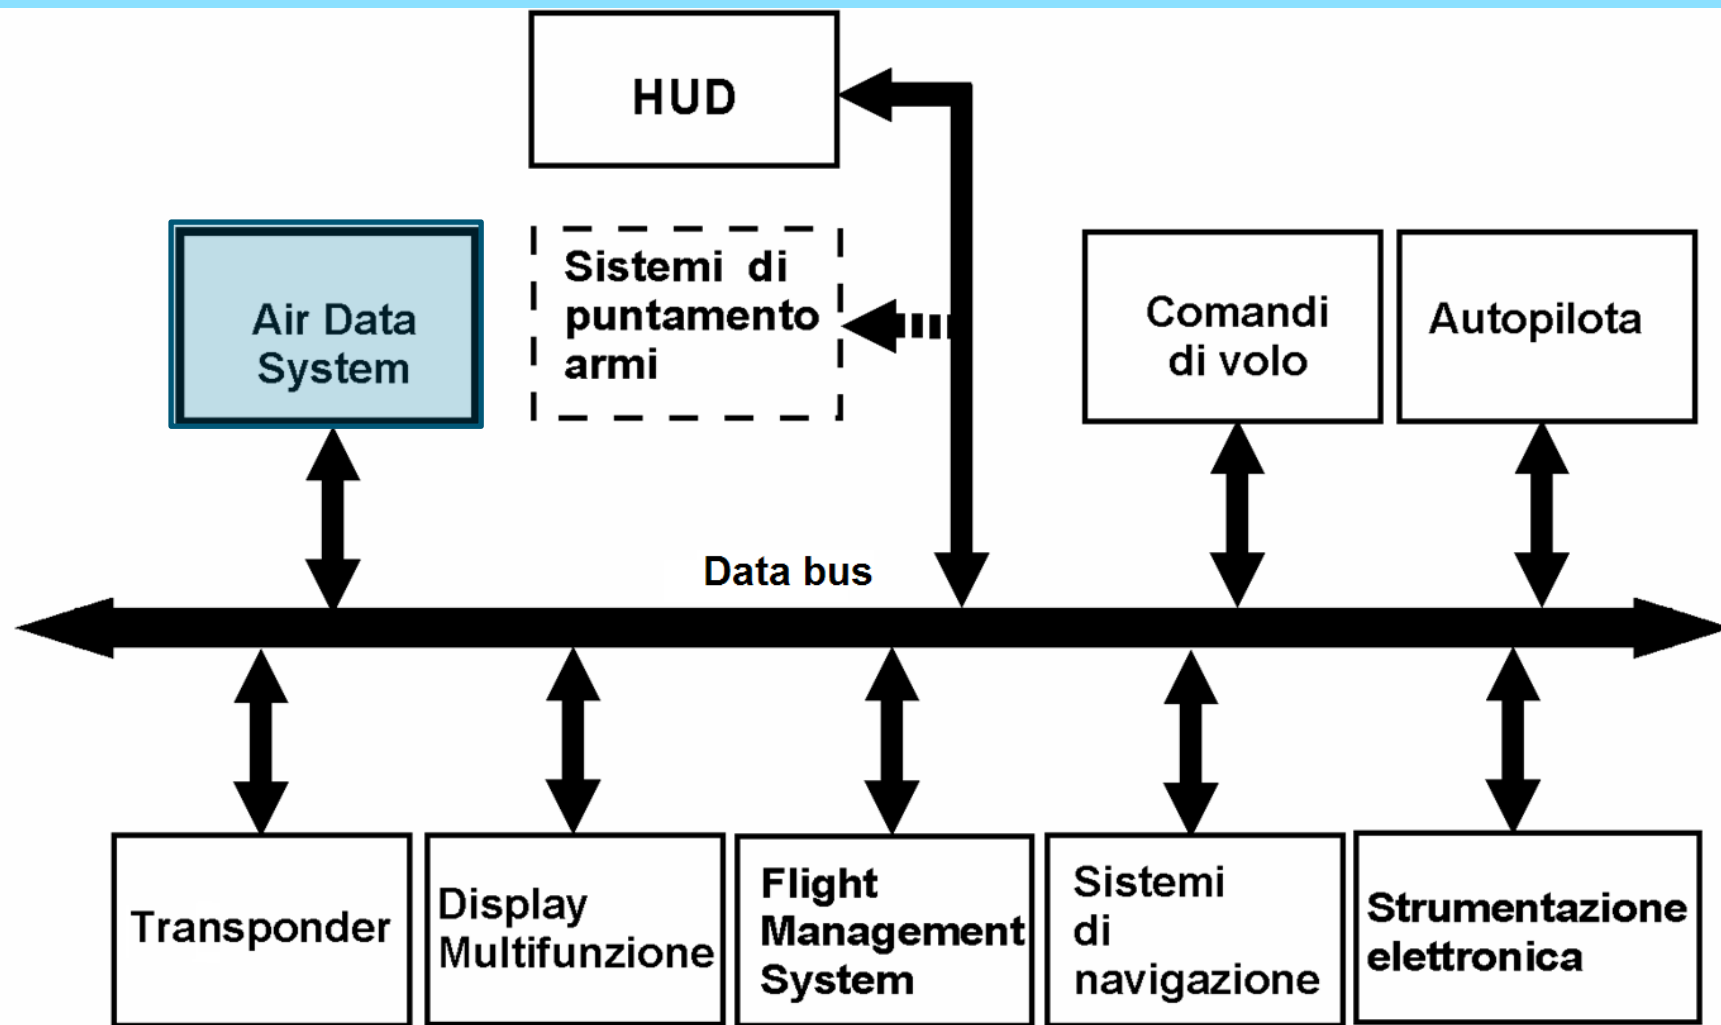 HUD
Air Data
System
Sistemi di
puntamento
armi
Comandi
di volo
Autopilota
Data bus
Transponder
Display
Multifunzione
Flight
Management
System
Sistemi
di
navigazione
Strumentazione
elettronica